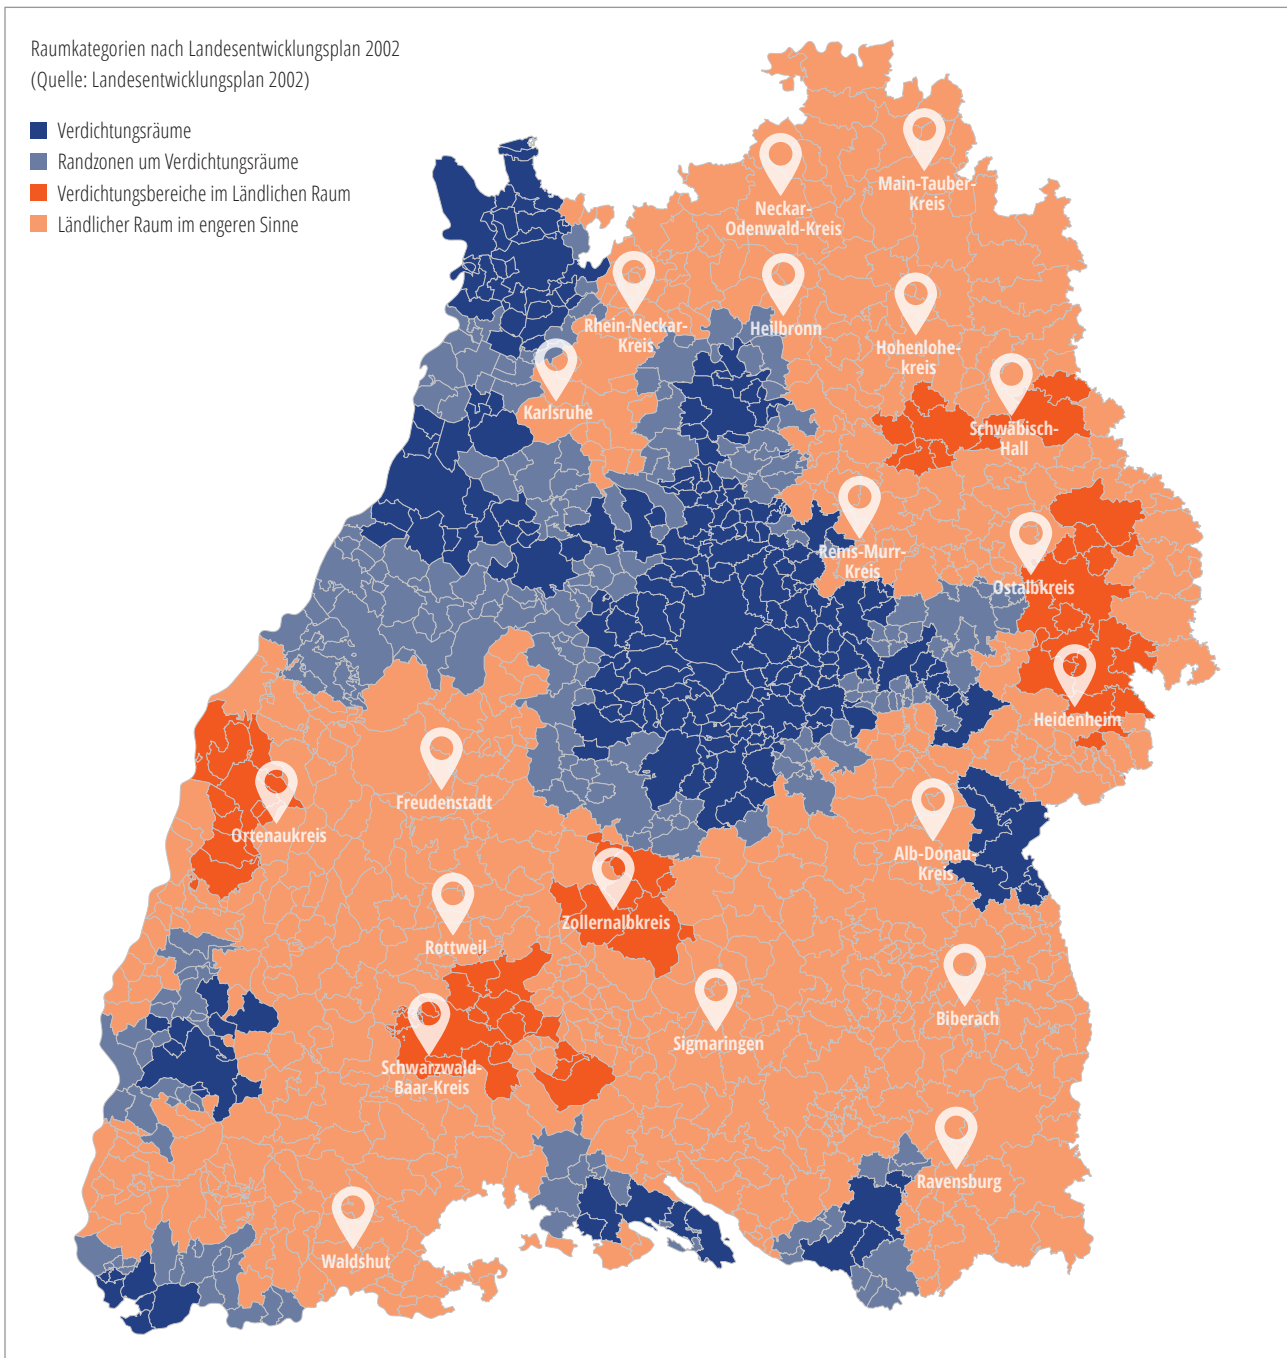 Raumkategorien nach Landesentwicklungsplan 2002
(Quelle: Landesentwicklungsplan 2002)
Verdichtungsräume
Randzonen um Verdichtungsräume
Verdichtungsbereiche im Ländlichen Raum
Ländlicher Raum im engeren Sinne
Main-Tauber-
Kreis
Neckar-
Odenwald-Kreis
Rhein-Neckar-
Kreis
Heilbronn
Hohenlohe-
kreis
Karlsruhe
Schwäbisch-
Hall
Rems-Murr-
Kreis
Ostalbkreis
Heidenheim
Freudenstadt
Ortenaukreis
Alb-Donau-
Kreis
Zollernalbkreis
Rottweil
Biberach
Sigmaringen
Schwarzwald-
Baar-Kreis
Ravensburg
Waldshut